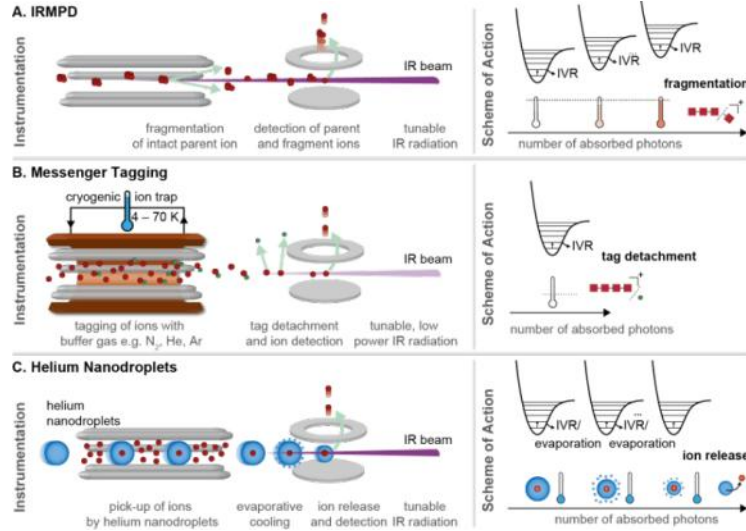 A. IRMPD
Instrumentation
IR beam
fragmentation
of intact parent ion
detection of parent
and fragment ions
tunable
IR radiation
Scheme of Action
IVR
IVR
...
IVR
fragmentation
+
number of absorbed photons
B. Messenger Tagging
Instrumentation
cryogenic ion trap
4 – 70 K
IR beam
tagging of ions with
buffer gas e.g. N₂, He, Ar
tag detachment
and ion detection
tunable, low
power IR radiation
Scheme of Action
IVR
tag detachment
+
number of absorbed photons
C. Helium Nanodroplets
Instrumentation
helium
nanodroplets
IR beam
pick-up of ions
by helium nanodroplets
evaporative
cooling
ion release
and detection
tunable
IR radiation
Scheme of Action
IVR/
evaporation
...
IVR/
evaporation
ion release
number of absorbed photons